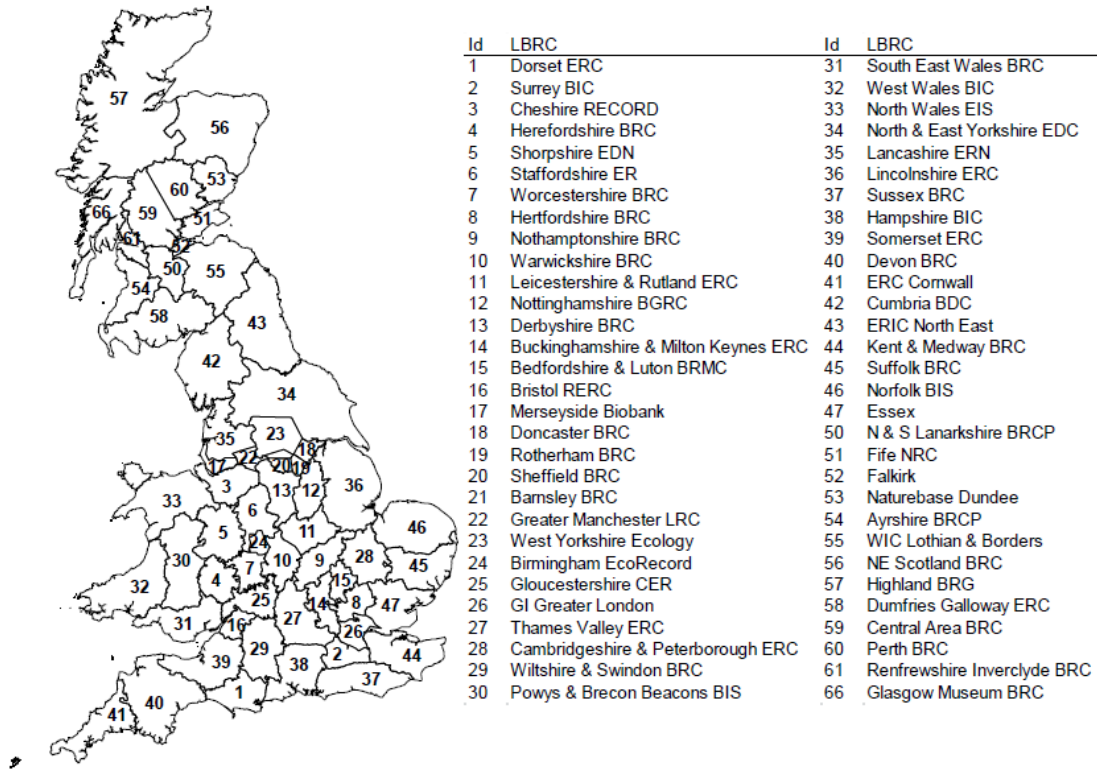 57
56
53
60
66
59
51
61
52
50
55
54
58
43
42
34
23
35
18
22
17
20
19
3
13
12
36
33
6
5
46
11
24
30
10
9
28
45
7
4
15
32
25
14
8
47
31
16
27
26
29
2
44
39
38
37
1
40
41
Id LBRC Id LBRC
1 Dorset ERC 31 South East Wales BRC
2 Surrey BIC 32 West Wales BIC
3 Cheshire RECORD 33 North Wales EIS
4 Herefordshire BRC 34 North & East Yorkshire EDC
5 Shorpshire EDN 35 Lancashire ERN
6 Staffordshire ER 36 Lincolnshire ERC
7 Worcestershire BRC 37 Sussex BRC
8 Hertfordshire BRC 38 Hampshire BIC
9 Nothamptonshire BRC 39 Somerset ERC
10 Warwickshire BRC 40 Devon BRC
11 Leicestershire & Rutland ERC 41 ERC Cornwall
12 Nottinghamshire BGRC 42 Cumbria BDC
13 Derbyshire BRC 43 ERIC North East
14 Buckinghamshire & Milton Keynes ERC 44 Kent & Medway BRC
15 Bedfordshire & Luton BRMC 45 Suffolk BRC
16 Bristol RERC 46 Norfolk BIS
17 Merseyside Biobank 47 Essex
18 Doncaster BRC 50 N & S Lanarkshire BRCP
19 Rotherham BRC 51 Fife NRC
20 Sheffield BRC 52 Falkirk
21 Barnsley BRC 53 Naturebase Dundee
22 Greater Manchester LRC 54 Ayrshire BRCP
23 West Yorkshire Ecology 55 WIC Lothian & Borders
24 Birmingham EcoRecord 56 NE Scotland BRC
25 Gloucestershire CER 57 Highland BRG
26 GI Greater London 58 Dumfries Galloway ERC
27 Thames Valley ERC 59 Central Area BRC
28 Cambridgeshire & Peterborough ERC 60 Perth BRC
29 Wiltshire & Swindon BRC 61 Renfrewshire Inverclyde BRC
30 Powys & Brecon Beacons BIS 66 Glasgow Museum BRC